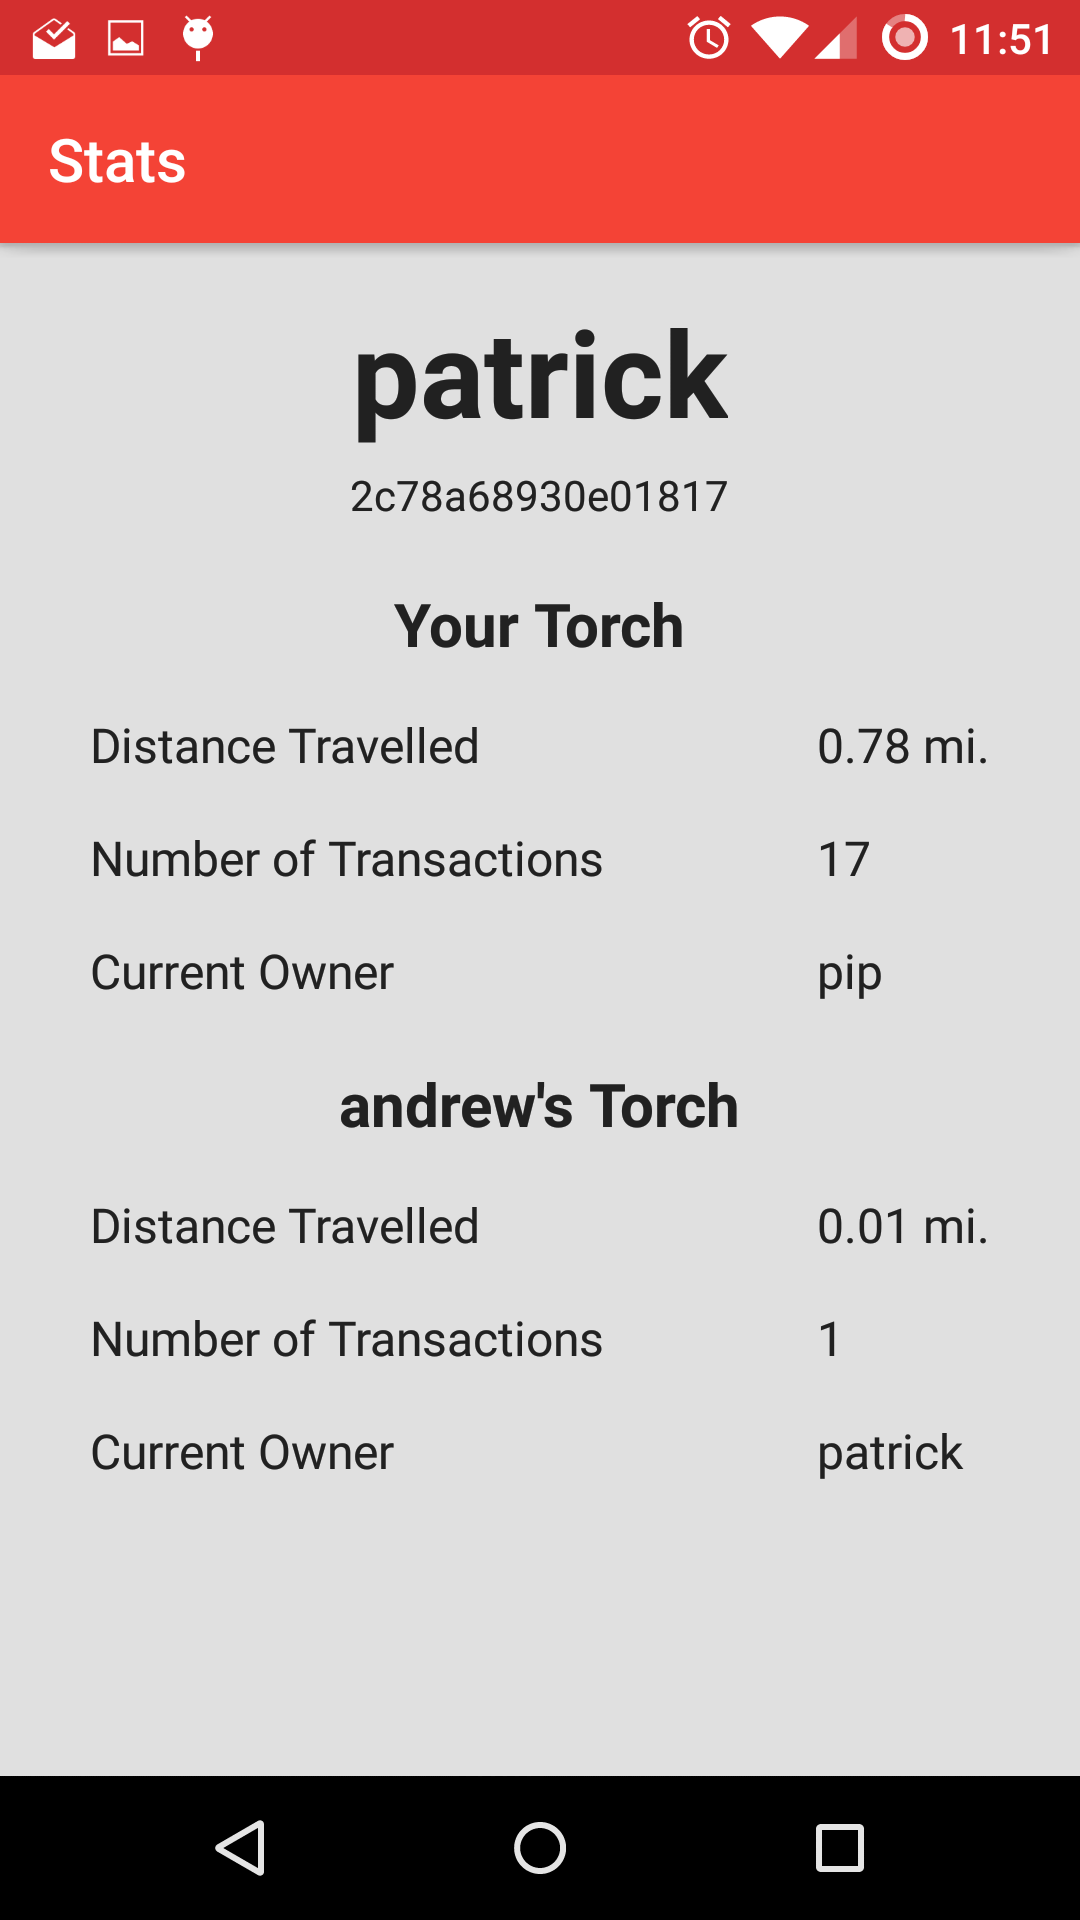 11:51
Stats
patrick
2c78a68930e01817
Your Torch
Distance Travelled 0.78 mi.
Number of Transactions 17
Current Owner pip
andrew's Torch
Distance Travelled 0.01 mi.
Number of Transactions 1
Current Owner patrick